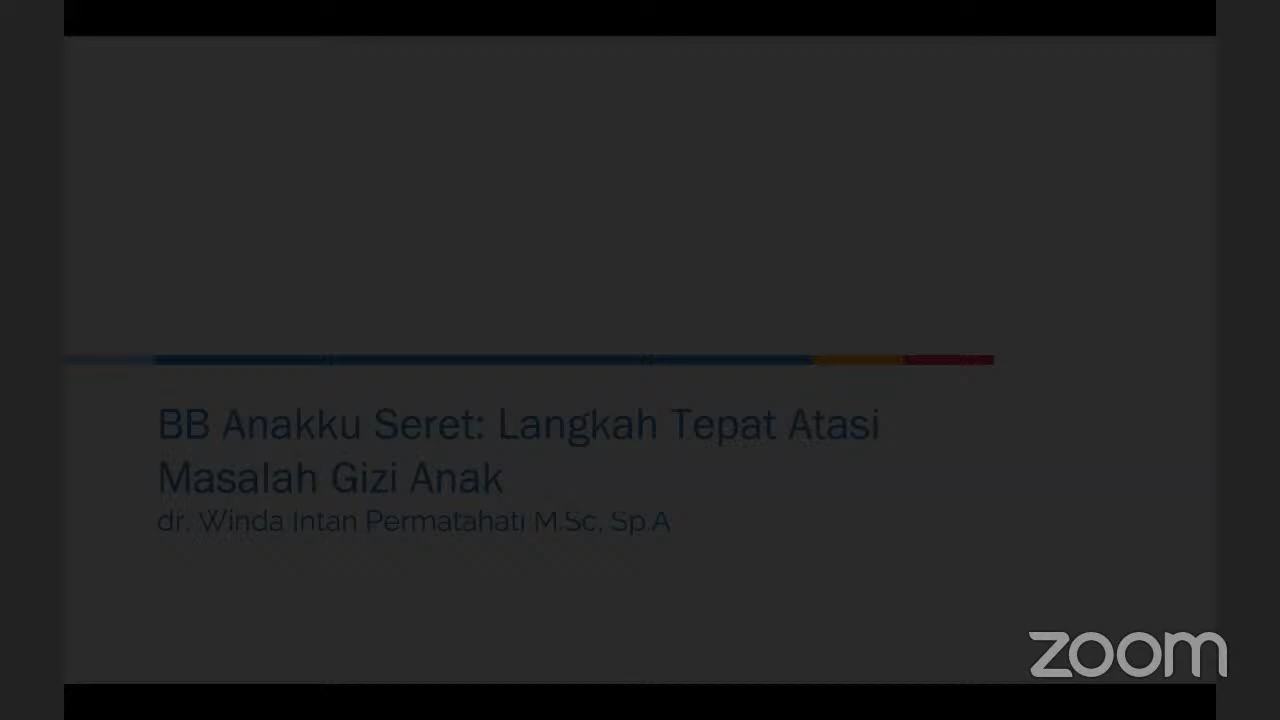 BB Anakku Seret: Langkah Tepat Atasi
Masalah Gizi Anak
dr. Winda Intan Permatahati M.Sc, Sp.A
zoom